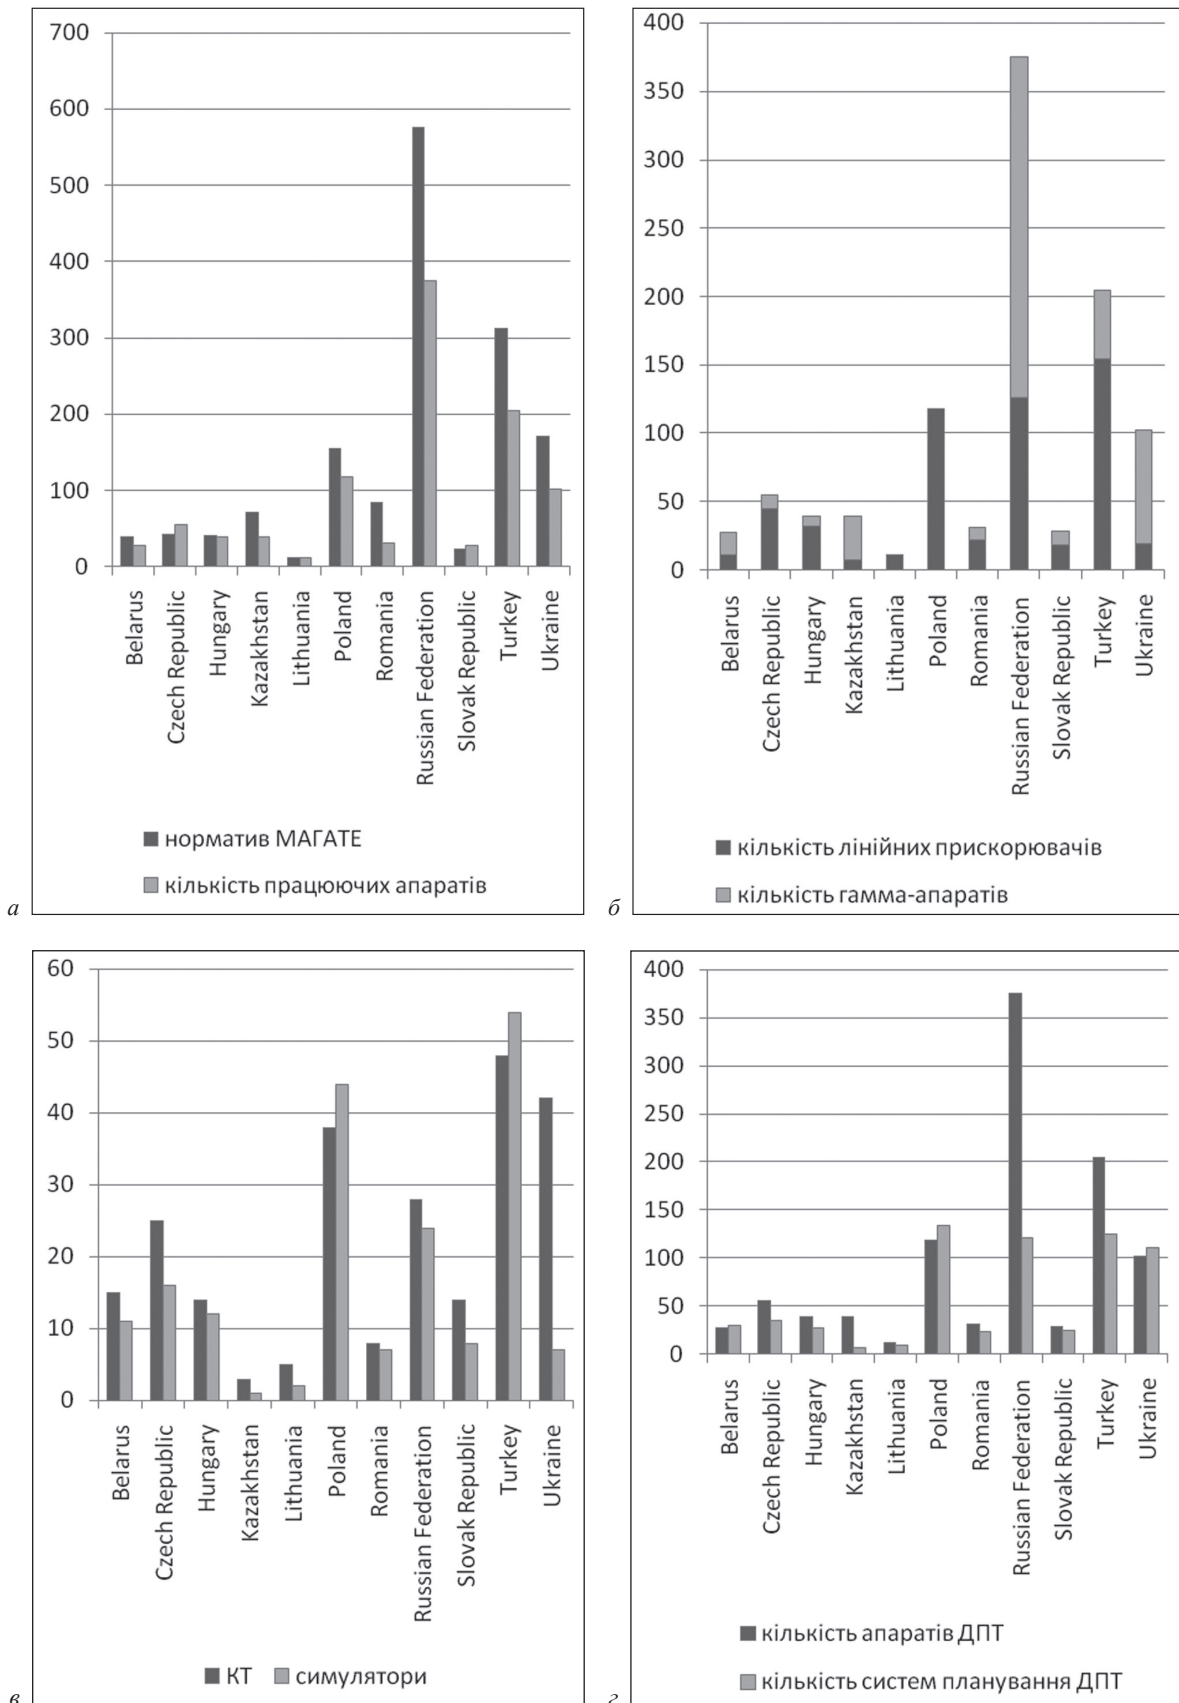 700
600
500
400
300
200
100
0
Belarus
Czech Republic
Hungary
Kazakhstan
Lithuania
Poland
Romania
Russian Federation
Slovak Republic
Turkey
Ukraine
норматив МАГАТЕ
кількість працюючих апаратів
а
400
350
300
250
200
150
100
50
0
Belarus
Czech Republic
Hungary
Kazakhstan
Lithuania
Poland
Romania
Russian Federation
Slovak Republic
Turkey
Ukraine
кількість лінійних прискорювачів
кількість гамма-апаратів
б
60
50
40
30
20
10
0
Belarus
Czech Republic
Hungary
Kazakhstan
Lithuania
Poland
Romania
Russian Federation
Slovak Republic
Turkey
Ukraine
КТ симулятори
в
400
350
300
250
200
150
100
50
0
Belarus
Czech Republic
Hungary
Kazakhstan
Lithuania
Poland
Romania
Russian Federation
Slovak Republic
Turkey
Ukraine
кількість апаратів ДПТ
кількість систем планування ДПТ
г